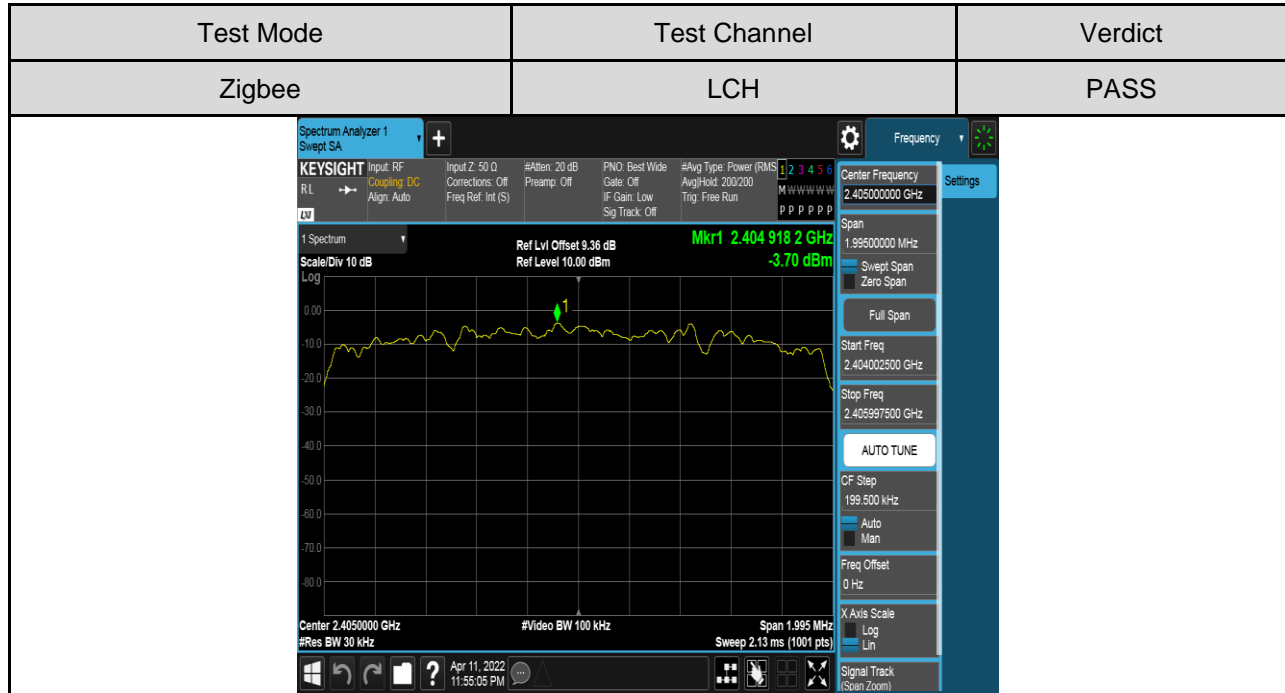 Test Mode Test Channel Verdict
Zigbee LCH PASS
Spectrum Analyzer 1
Swept SA
+
Frequency
KEYSIGHT
RL
LXI
Input: RF
Coupling: DC
Align: Auto
Input Z: 50 Ω
Corrections: Off
Freq Ref: Int (S)
#Atten: 20 dB
Preamp: Off
PNO: Best Wide
Gate: Off
IF Gain: Low
Sig Track: Off
#Avg Type: Power (RMS
Avg|Hold: 200/200
Trig: Free Run
1 2 3 4 5 6
M W W W W W
P P P P P P
1 Spectrum
Scale/Div 10 dB
Ref Lvl Offset 9.36 dB
Ref Level 10.00 dBm
Mkr1 2.404 918 2 GHz
-3.70 dBm
Log
1
0.00
-10.0
-20.0
-30.0
-40.0
-50.0
-60.0
-70.0
-80.0
Center 2.4050000 GHz
#Res BW 30 kHz
#Video BW 100 kHz
Span 1.995 MHz
Sweep 2.13 ms (1001 pts)
Center Frequency
2.405000000 GHz
Settings
Span
1.99500000 MHz
Swept Span
Zero Span
Full Span
Start Freq
2.404002500 GHz
Stop Freq
2.405997500 GHz
AUTO TUNE
CF Step
199.500 kHz
Auto
Man
Freq Offset
0 Hz
X Axis Scale
Log
Lin
Signal Track
(Span Zoom)
?
Apr 11, 2022
11:55:05 PM